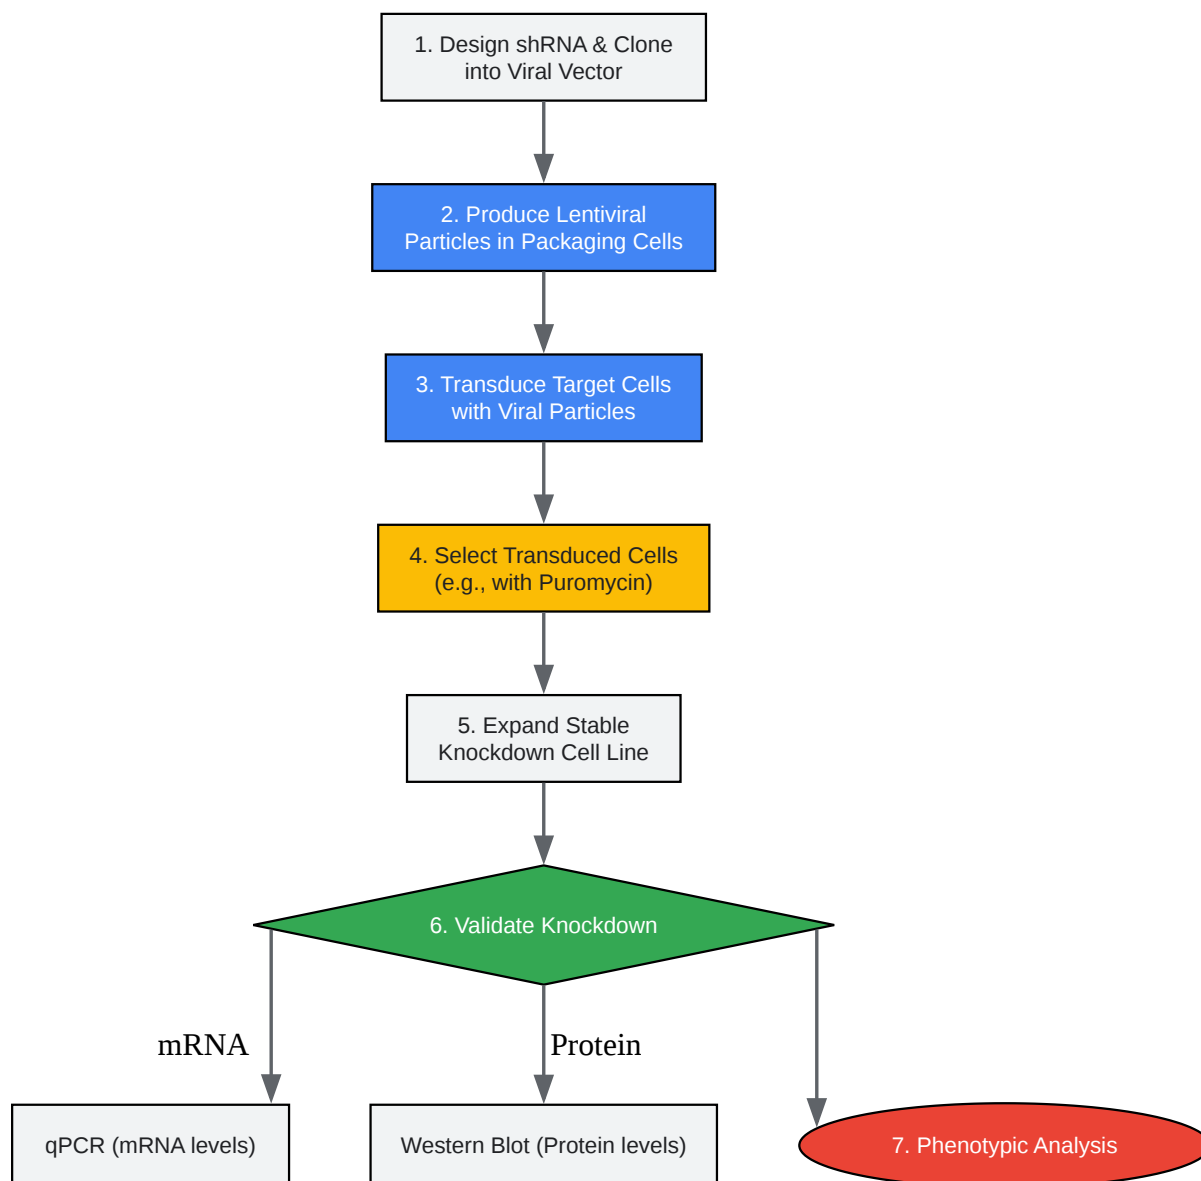 1. Design shRNA & Clone
into Viral Vector
2. Produce Lentiviral
Particles in Packaging Cells
3. Transduce Target Cells
with Viral Particles
4. Select Transduced Cells
(e.g., with Puromycin)
5. Expand Stable
Knockdown Cell Line
6. Validate Knockdown
mRNA
Protein
qPCR (mRNA levels)
Western Blot (Protein levels)
7. Phenotypic Analysis